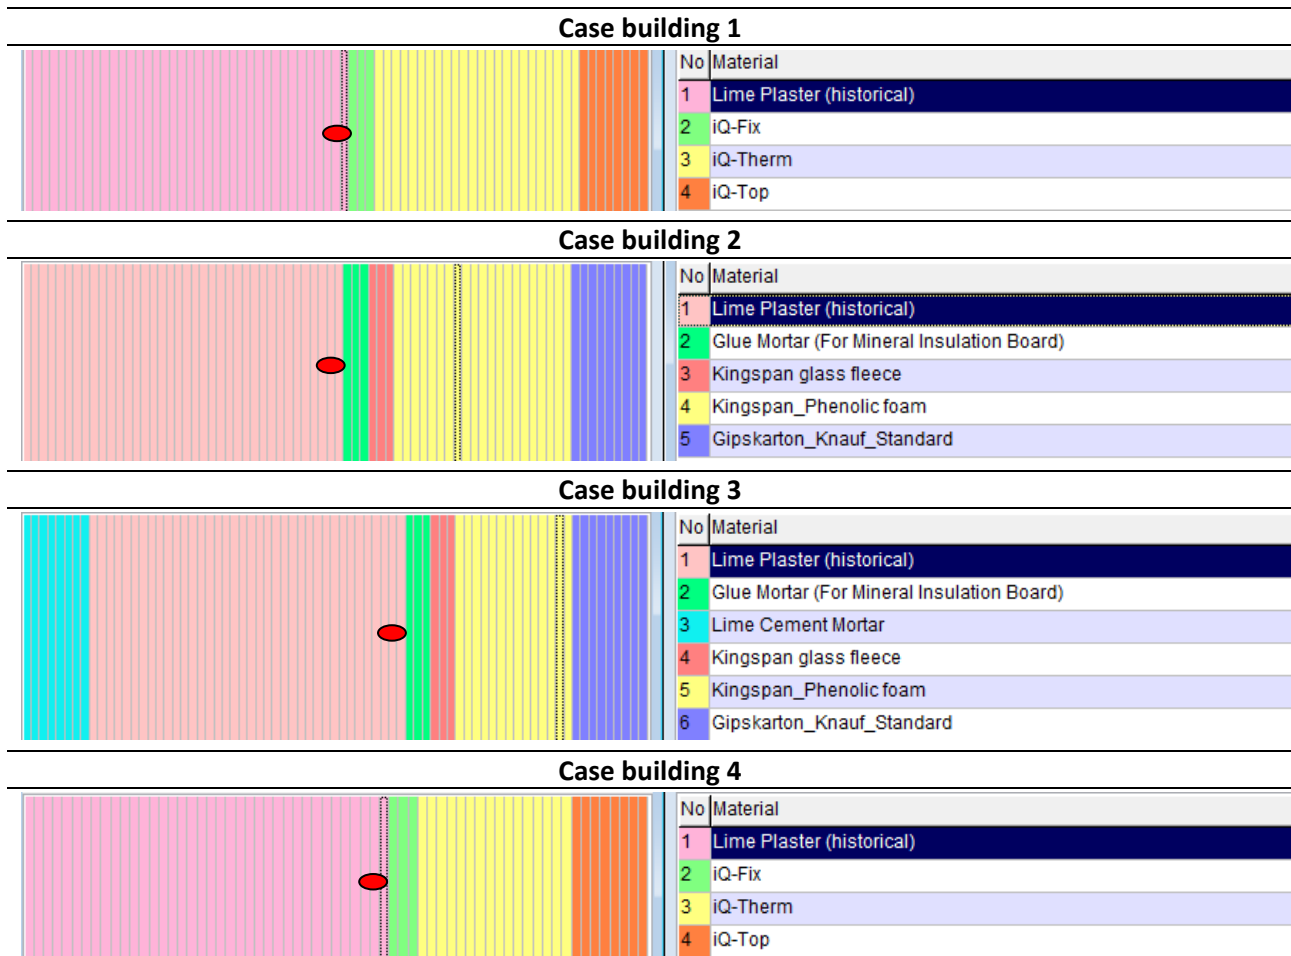 Case building 1
No Material
1 Lime Plaster (historical)
2 iQ-Fix
3 iQ-Therm
4 iQ-Top
Case building 2
No Material
1 Lime Plaster (historical)
2 Glue Mortar (For Mineral Insulation Board)
3 Kingspan glass fleece
4 Kingspan_Phenolic foam
5 Gipskarton_Knauf_Standard
Case building 3
No Material
1 Lime Plaster (historical)
2 Glue Mortar (For Mineral Insulation Board)
3 Lime Cement Mortar
4 Kingspan glass fleece
5 Kingspan_Phenolic foam
6 Gipskarton_Knauf_Standard
Case building 4
No Material
1 Lime Plaster (historical)
2 iQ-Fix
3 iQ-Therm
4 iQ-Top